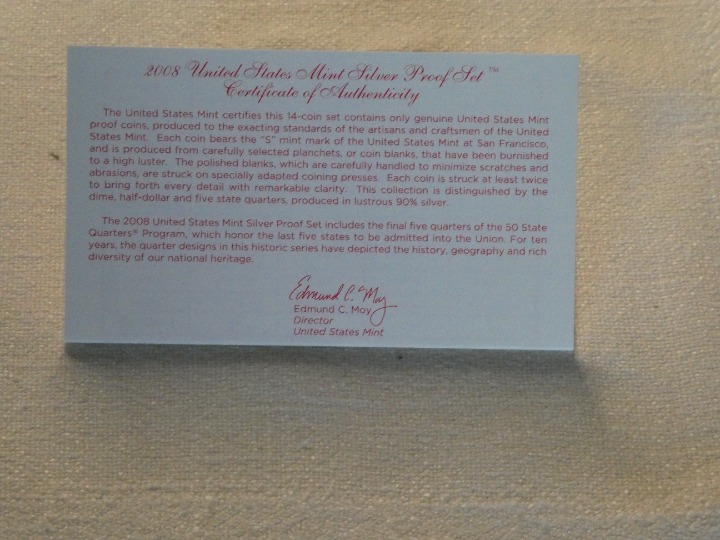 2008 United States Mint Silver Proof Set ™
Certificate of Authenticity
The United States Mint certifies this 14-coin set contains only genuine United States Mint
proof coins, produced to the exacting standards of the artisans and craftsmen of the United
States Mint. Each coin bears the "S" mint mark of the United States Mint at San Francisco,
and is produced from carefully selected planchets, or coin blanks, that have been burnished
to a high luster. The polished blanks, which are carefully handled to minimize scratches and
abrasions, are struck on specially adapted coining presses. Each coin is struck at least twice
to bring forth every detail with remarkable clarity. This collection is distinguished by the
dime, half-dollar and five state quarters, produced in lustrous 90% silver.
The 2008 United States Mint Silver Proof Set includes the final five quarters of the 50 State
Quarters® Program, which honor the last five states to be admitted into the Union. For ten
years, the quarter designs in this historic series have depicted the history, geography and rich
diversity of our national heritage.
Edmund C. Moy
Edmund C. Moy
Director
United States Mint